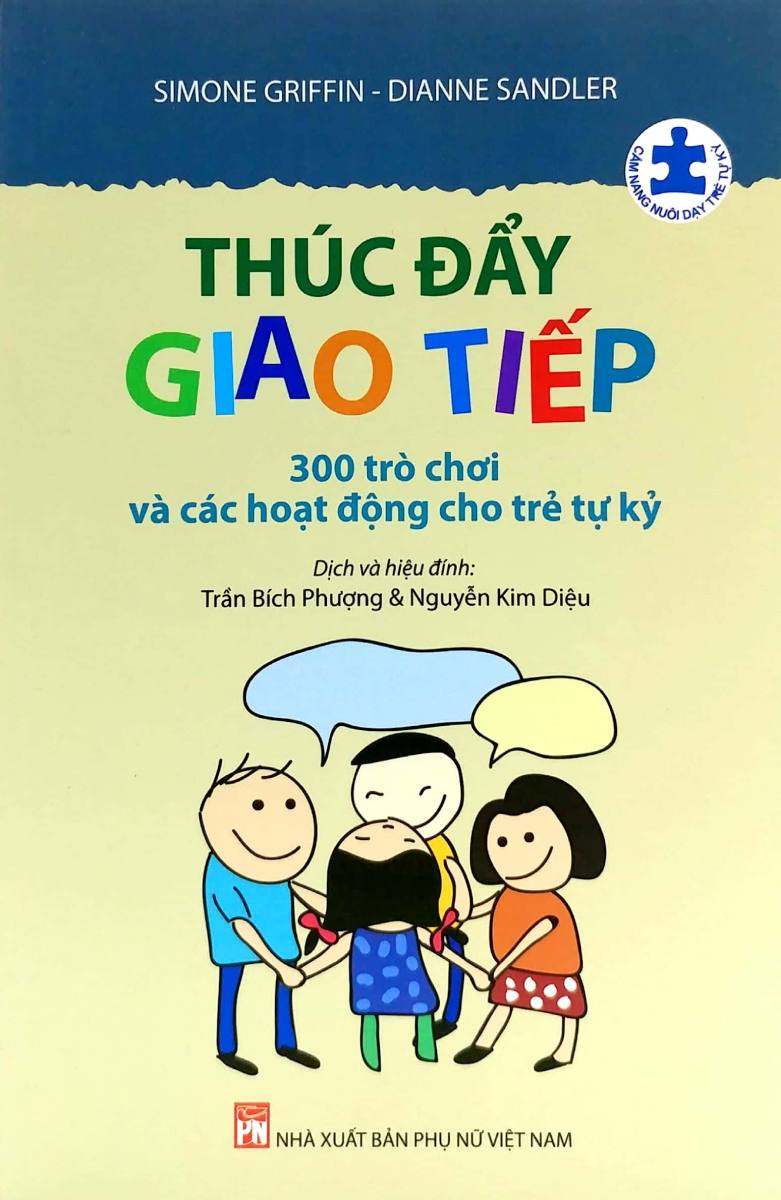 SIMONE GRIFFIN - DIANNE SANDLER
CẨM NANG NUÔI DẠY TRẺ TỰ KỶ
THÚC ĐẨY
GIAO TIẾP
300 trò chơi
và các hoạt động cho trẻ tự kỷ
Dịch và hiệu đính:
Trần Bích Phượng & Nguyễn Kim Diệu
PN
NHÀ XUẤT BẢN PHỤ NỮ VIỆT NAM